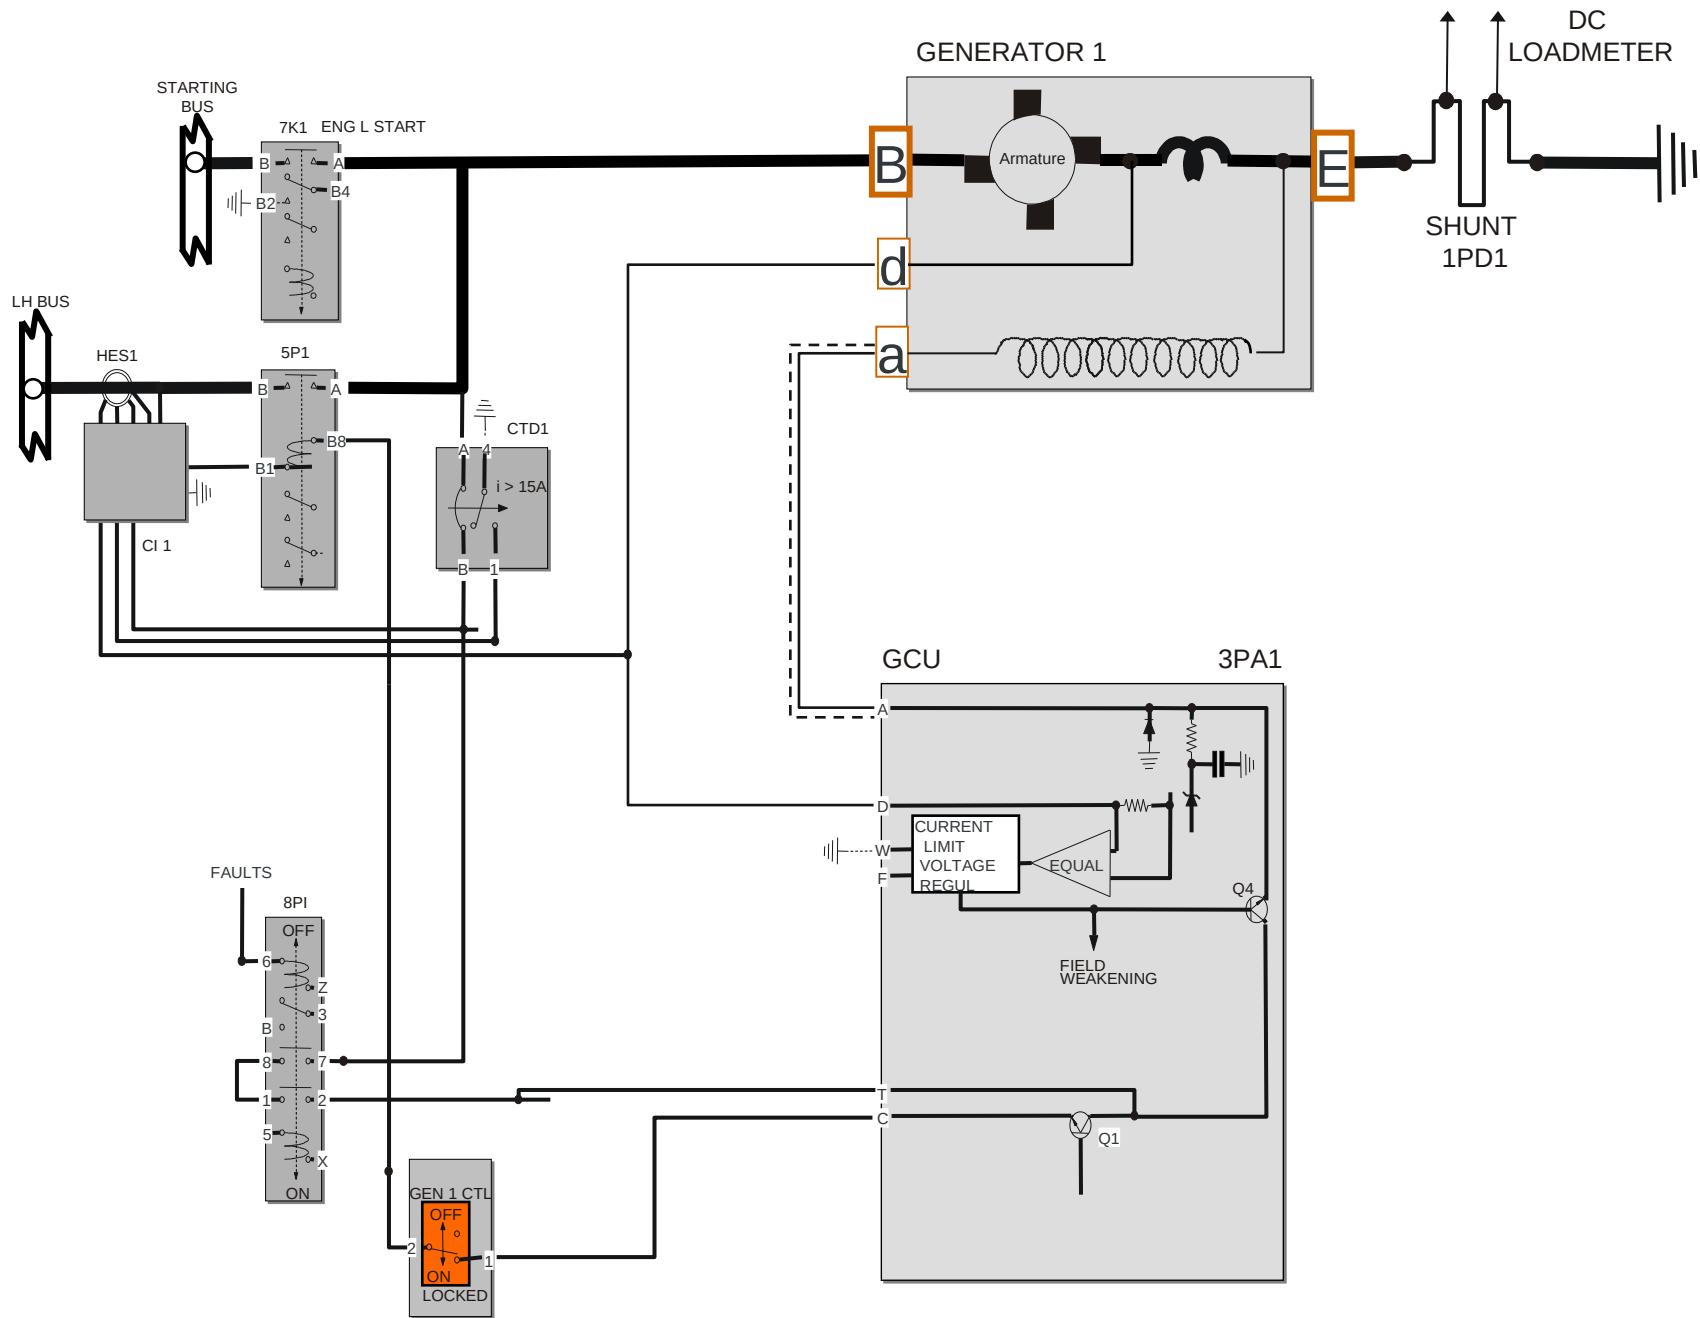 DC
LOADMETER
GENERATOR 1
STARTING
BUS
7K1 ENG L START
B
A
B4
B2
B
Armature
E
SHUNT
1PD1
d
a
LH BUS
HES1
5P1
B
A
B8
B1
CTD1
A
4
i > 15A
B
1
CI 1
GCU
3PA1
A
D
W
F
CURRENT
LIMIT
VOLTAGE
REGUL
EQUAL
Q4
FIELD
WEAKENING
T
C
Q1
FAULTS
8PI
OFF
6
Z
3
B
8
7
1
2
5
X
ON
GEN 1 CTL
OFF
2
1
ON
LOCKED